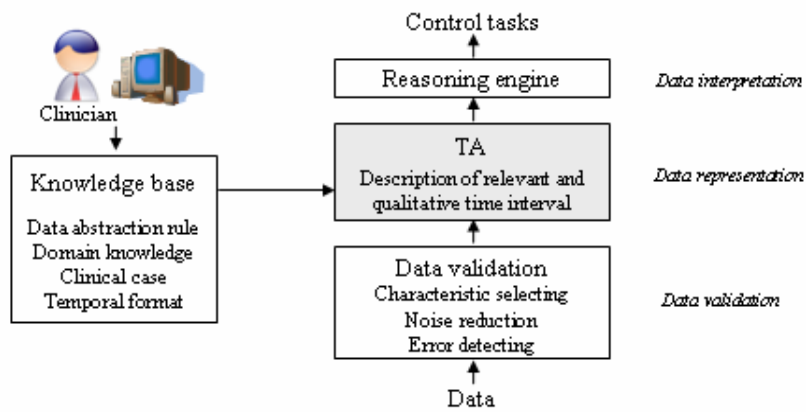 Control tasks
Reasoning engine
Data interpretation
Clinician
TA
Description of relevant and
qualitative time interval
Data representation
Knowledge base
Data abstraction rule
Domain knowledge
Clinical case
Temporal format
Data validation
Characteristic selecting
Noise reduction
Error detecting
Data validation
Data